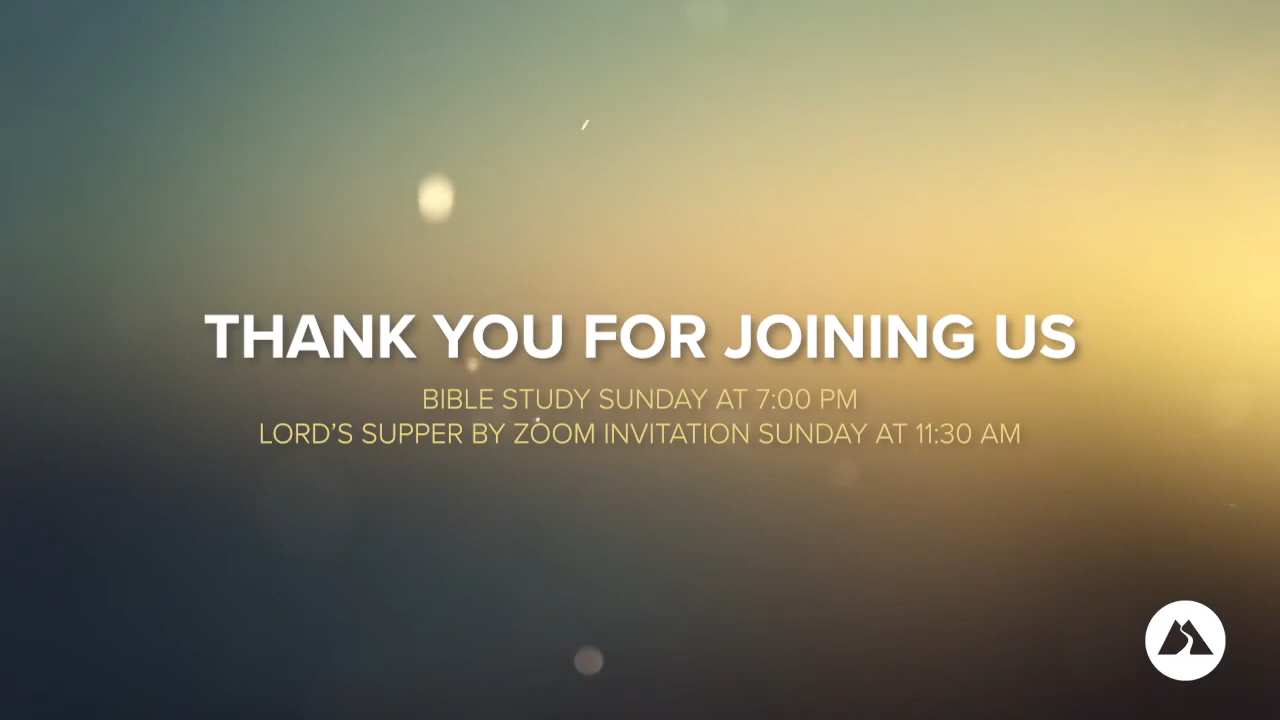 THANK YOU FOR JOINING US
BIBLE STUDY SUNDAY AT 7:00 PM
LORD’S SUPPER BY ZOOM INVITATION SUNDAY AT 11:30 AM